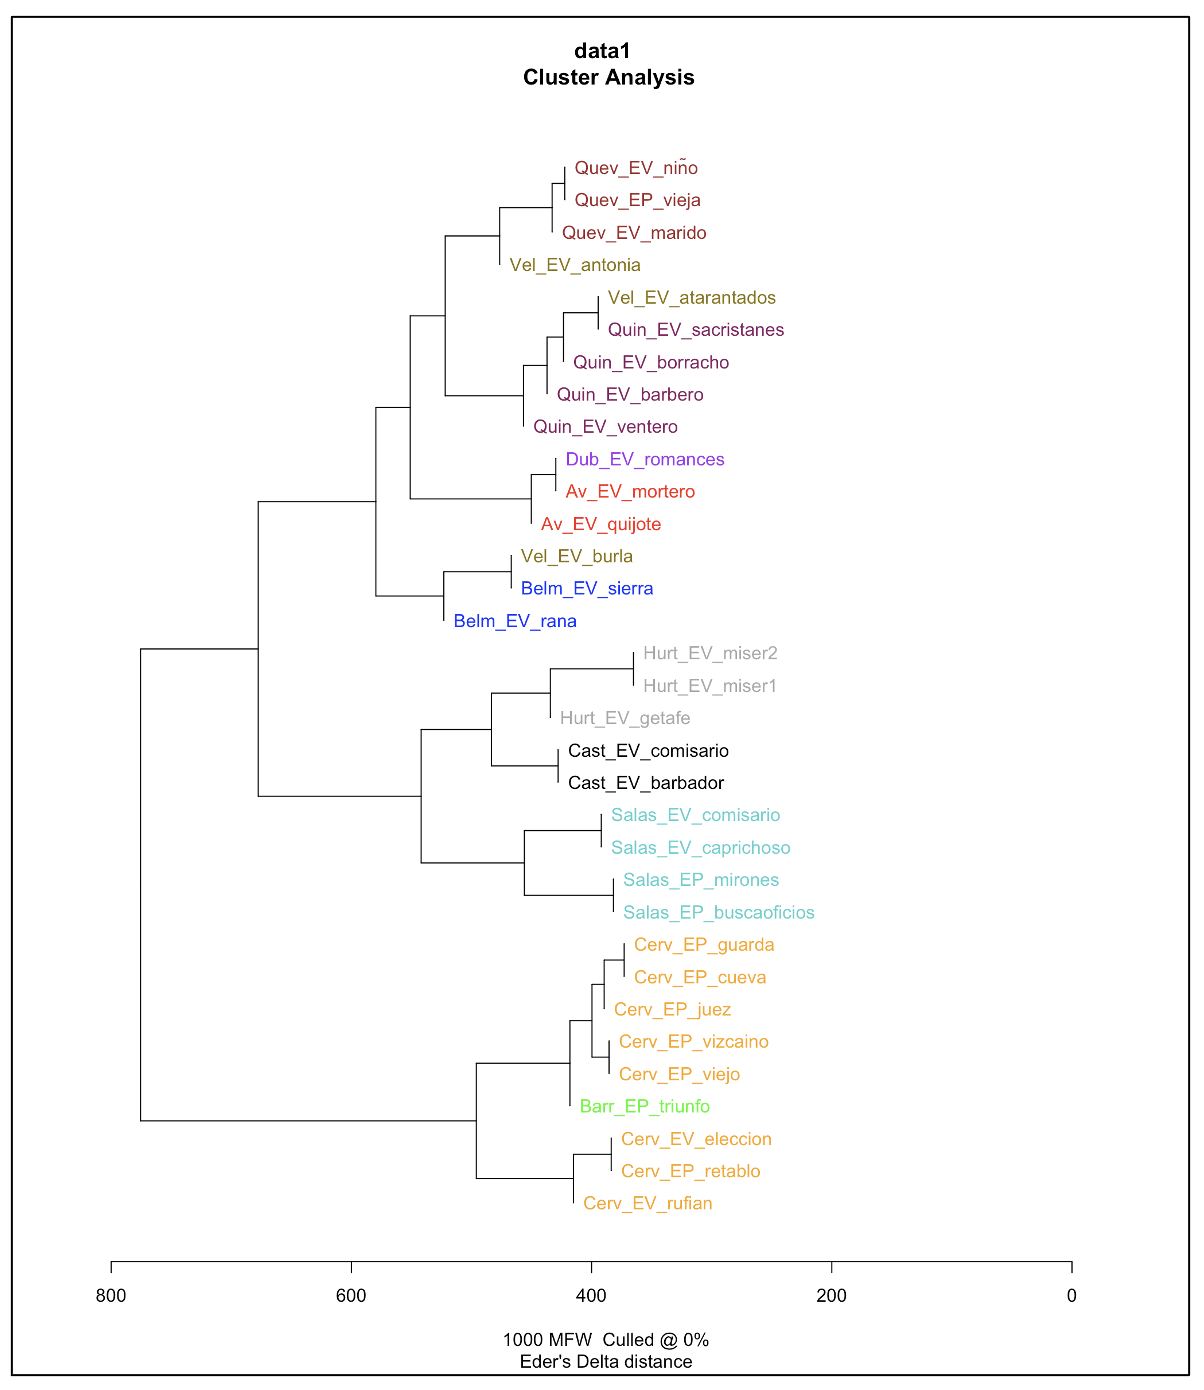 data1
Cluster Analysis
Quev_EV_niño
Quev_EP_vieja
Quev_EV_marido
Vel_EV_antonia
Vel_EV_atarantados
Quin_EV_sacristanes
Quin_EV_borracho
Quin_EV_barbero
Quin_EV_ventero
Dub_EV_romances
Av_EV_mortero
Av_EV_quijote
Vel_EV_burla
Belm_EV_sierra
Belm_EV_rana
Hurt_EV_miser2
Hurt_EV_miser1
Hurt_EV_getafe
Cast_EV_comisario
Cast_EV_barbador
Salas_EV_comisario
Salas_EV_caprichoso
Salas_EP_mirones
Salas_EP_buscaoficios
Cerv_EP_guarda
Cerv_EP_cueva
Cerv_EP_juez
Cerv_EP_vizcaino
Cerv_EP_viejo
Barr_EP_triunfo
Cerv_EV_eleccion
Cerv_EP_retablo
Cerv_EV_rufian
800 600 400 200 0
1000 MFW  Culled @ 0%
Eder's Delta distance